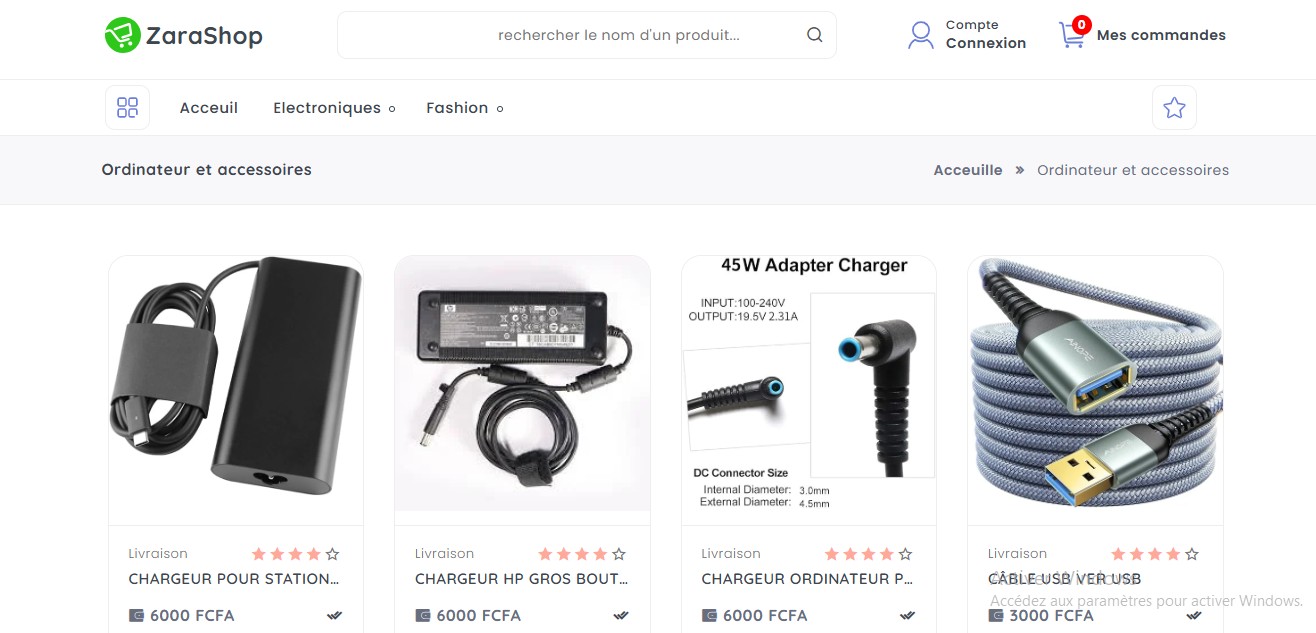 ZaraShop
rechercher le nom d'un produit...
Compte
Connexion
0
Mes commandes
Acceuil
Electroniques
Fashion
Ordinateur et accessoires
Acceuille » Ordinateur et accessoires
45W Adapter Charger
INPUT:100-240V
OUTPUT:19.5V 2.31A
DC Connector Size
Internal Diameter: 3.0mm
External Diameter: 4.5mm
hp
AINOPE
Livraison
CHARGEUR POUR STATION...
6000 FCFA
Livraison
CHARGEUR HP GROS BOUT...
6000 FCFA
Livraison
CHARGEUR ORDINATEUR P...
6000 FCFA
Livraison
CÂBLE USB VERS USB
3000 FCFA
Activer Windows
Accédez aux paramètres pour activer Windows.